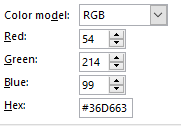 Color model: RGB
Red: 54
Green: 214
Blue: 99
Hex: #36D663